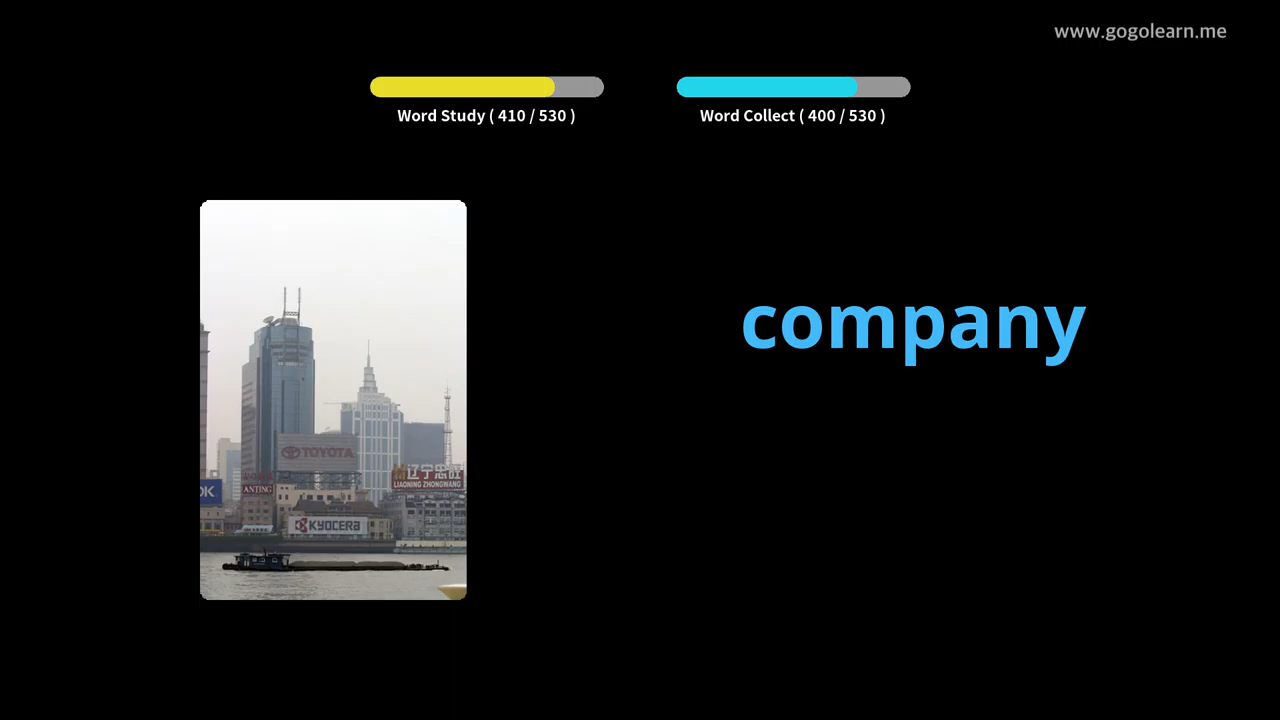 www.gogolearn.me
Word Study ( 410 / 530 )
Word Collect ( 400 / 530 )
company
TOYOTA
辽宁忠旺
LIAONING ZHONGWANG
OK
ANTING
KYOCERA